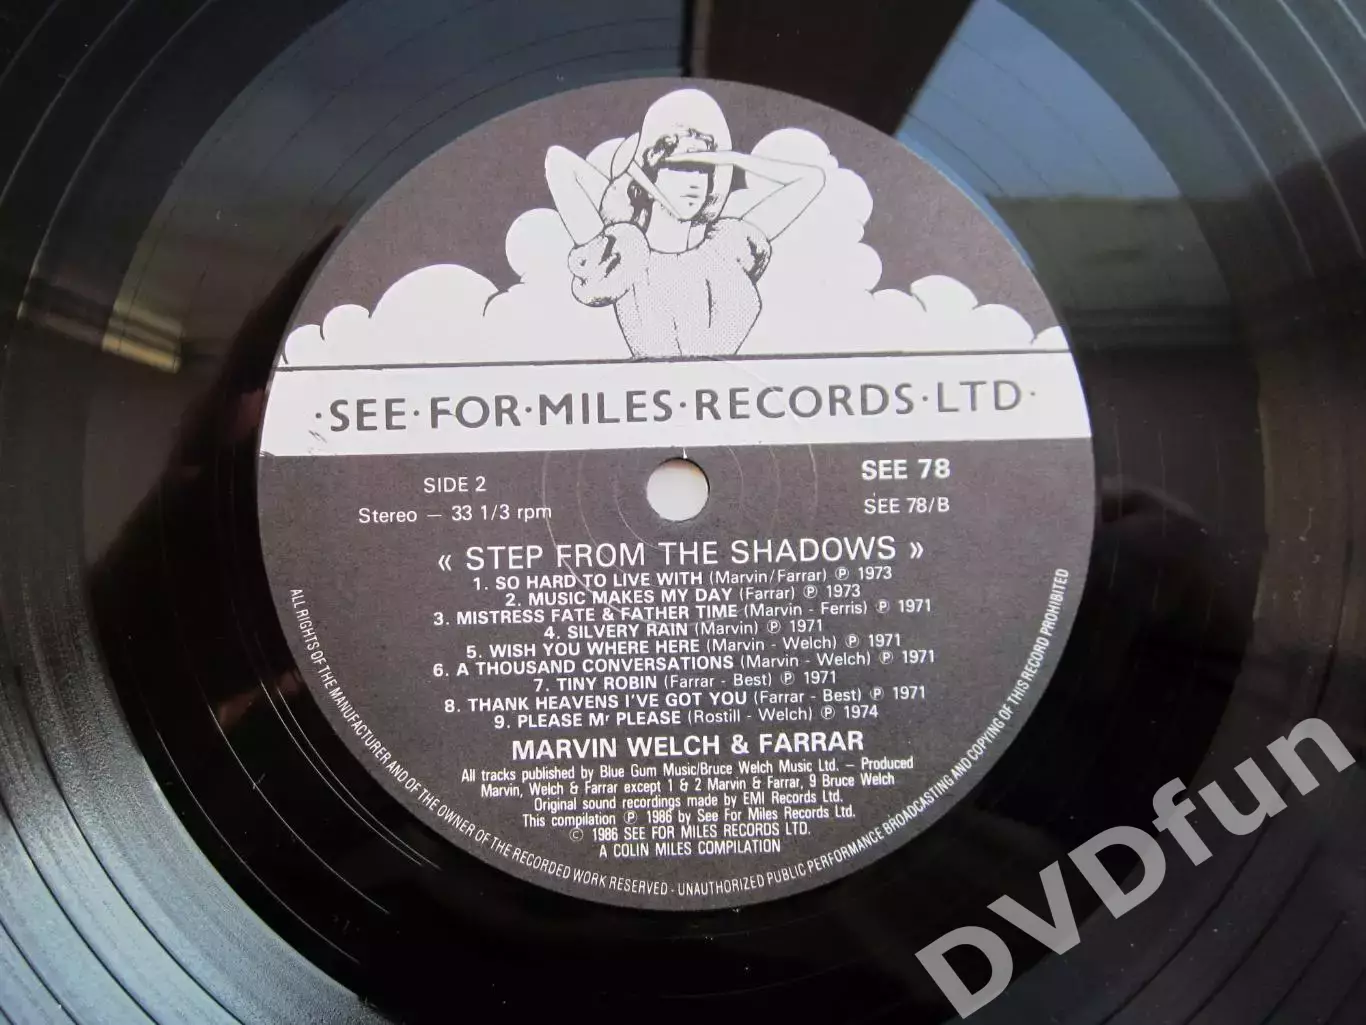 ·SEE·FOR·MILES·RECORDS·LTD·
SIDE 2
Stereo – 33 1/3 rpm
SEE 78
SEE 78/B
« STEP FROM THE SHADOWS »
1. SO HARD TO LIVE WITH (Marvin/Farrar) ℗ 1973
2. MUSIC MAKES MY DAY (Farrar) ℗ 1973
3. MISTRESS FATE & FATHER TIME (Marvin - Ferris) ℗ 1971
4. SILVERY RAIN (Marvin) ℗ 1971
5. WISH YOU WHERE HERE (Marvin - Welch) ℗ 1971
6. A THOUSAND CONVERSATIONS (Marvin - Welch) ℗ 1971
7. TINY ROBIN (Farrar - Best) ℗ 1971
8. THANK HEAVENS I'VE GOT YOU (Farrar - Best) ℗ 1971
9. PLEASE Mr PLEASE (Rostill - Welch) ℗ 1974
MARVIN WELCH & FARRAR
All tracks published by Blue Gum Music/Bruce Welch Music Ltd. – Produced
Marvin, Welch & Farrar except 1 & 2 Marvin & Farrar, 9 Bruce Welch
Original sound recordings made by EMI Records Ltd.
This compilation ℗ 1986 by See For Miles Records Ltd.
© 1986 SEE FOR MILES RECORDS LTD.
A COLIN MILES COMPILATION
ALL RIGHTS OF THE MANUFACTURER AND OF THE OWNER OF THE RECORDED WORK RESERVED - UNAUTHORIZED PUBLIC PERFORMANCE BROADCASTING AND COPYING OF THIS RECORD PROHIBITED
DVDfun